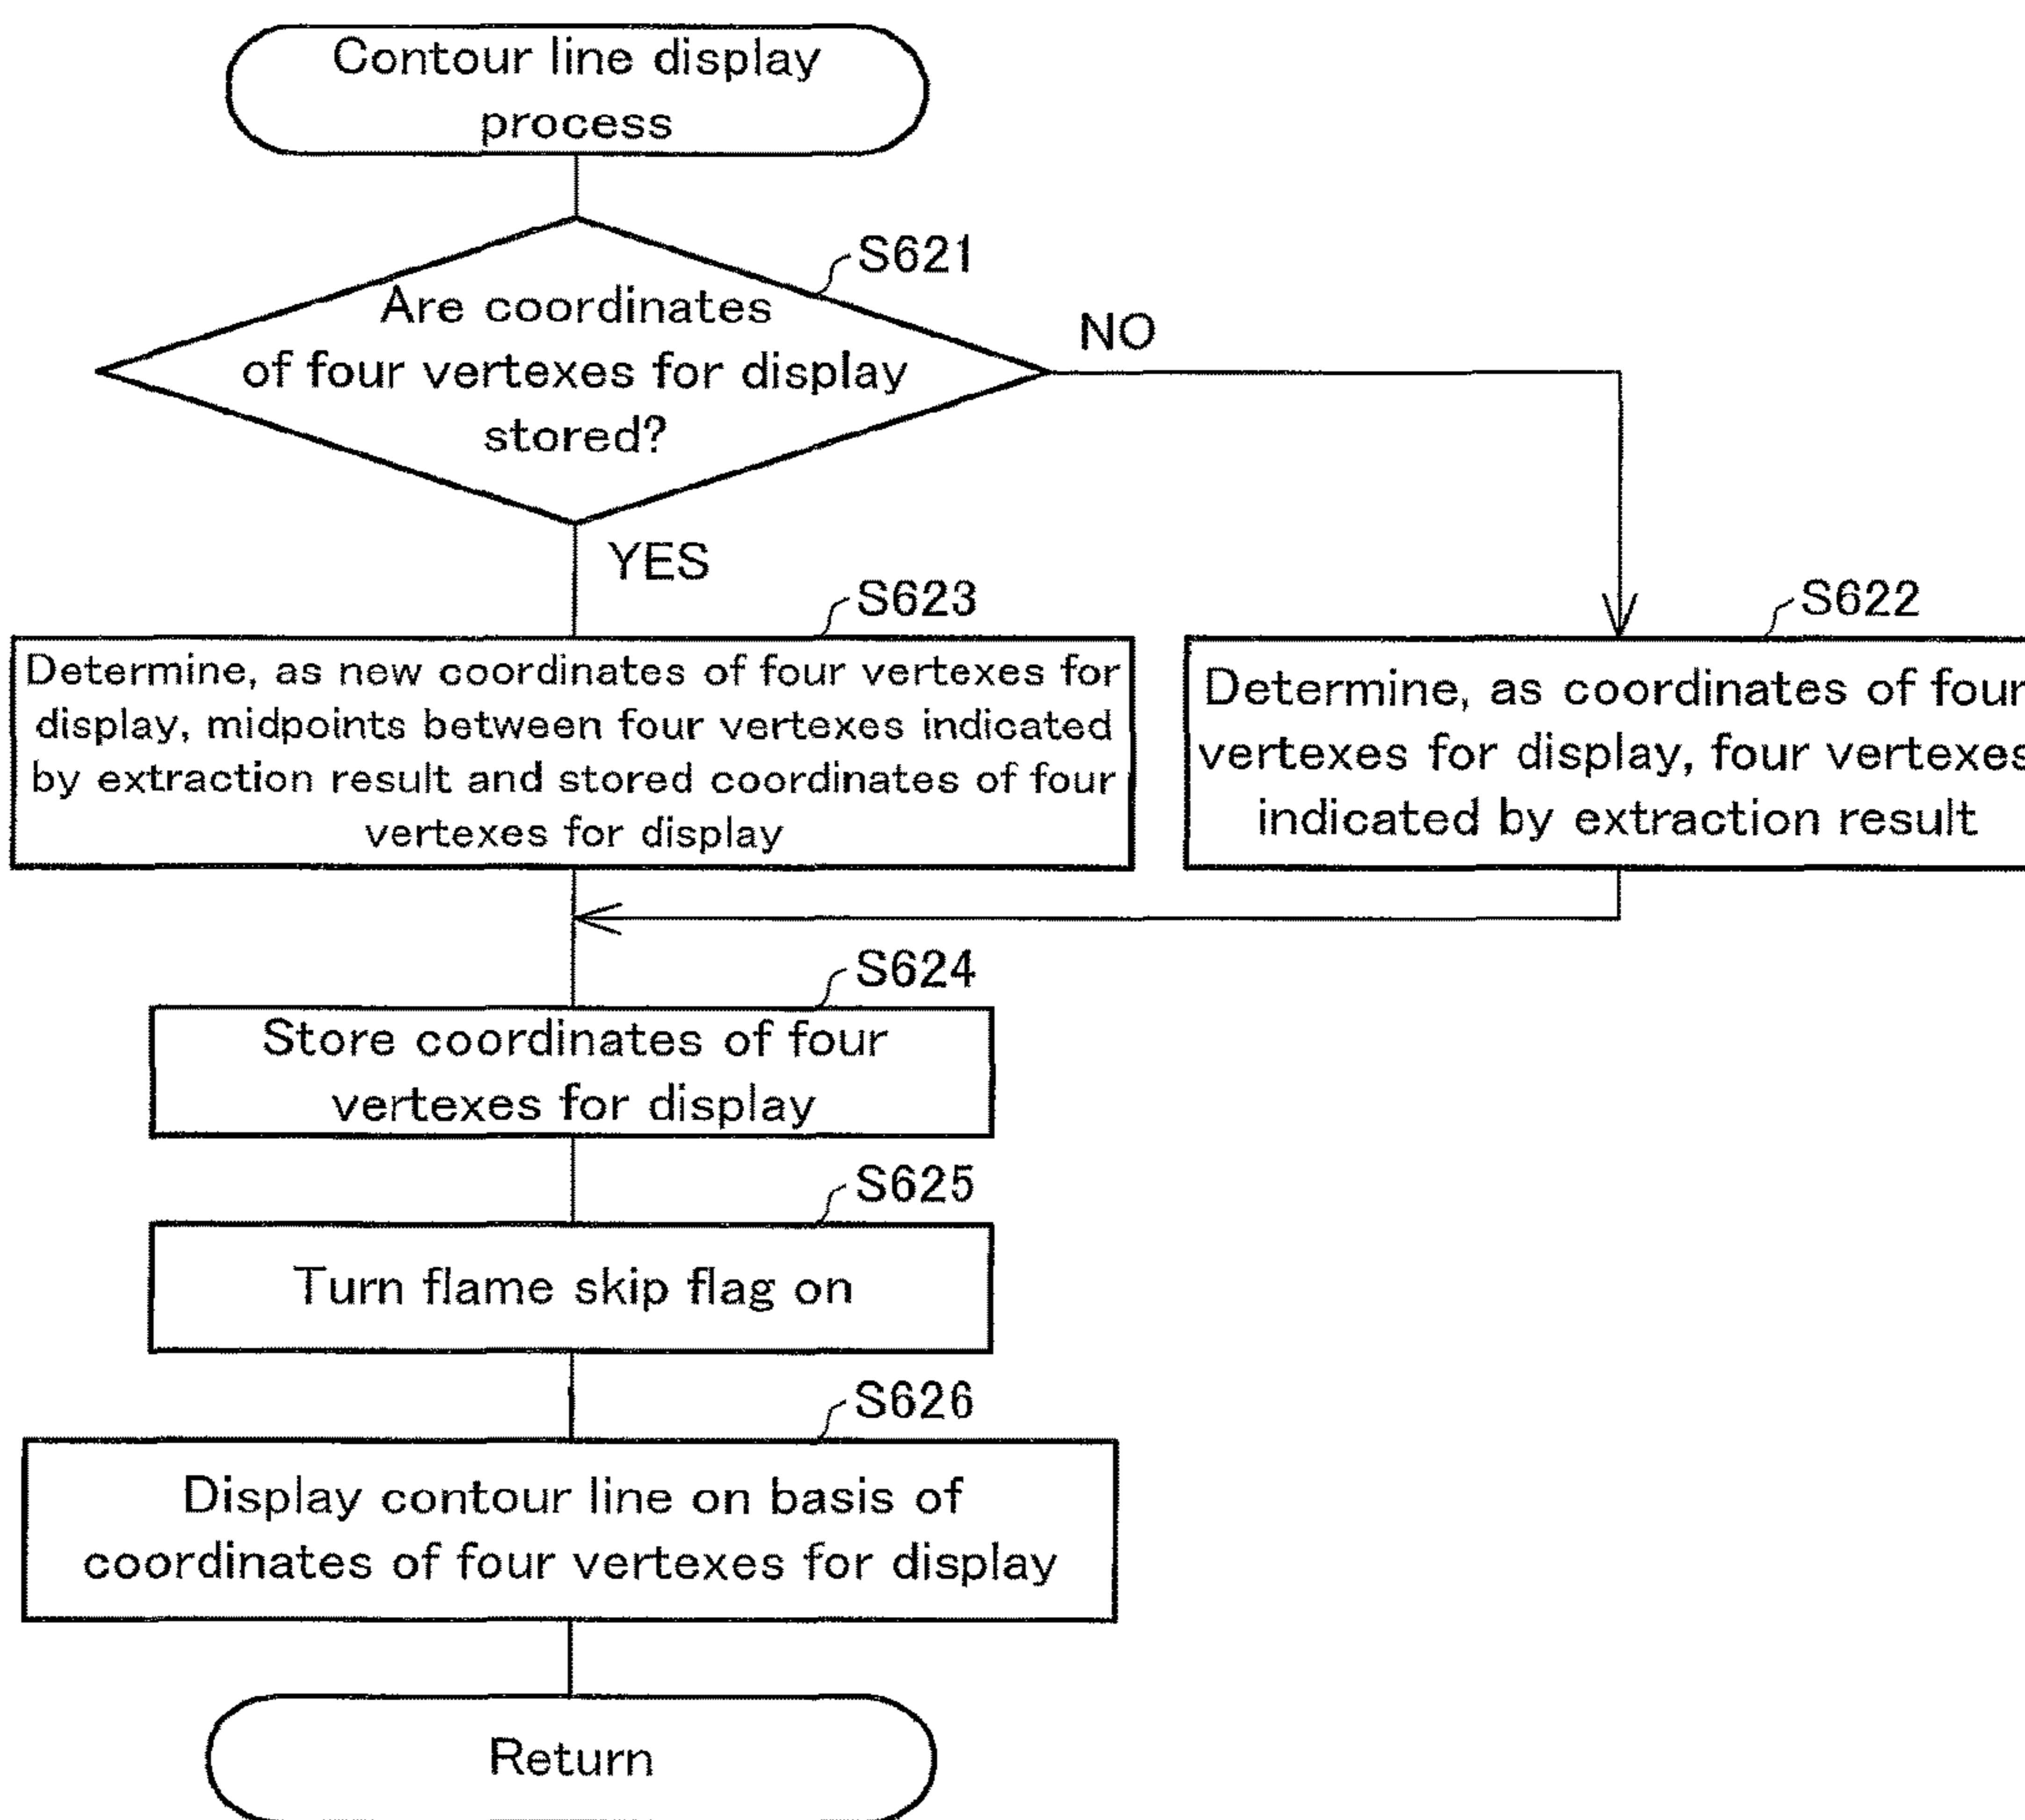 Contour line display
process
S621
Are coordinates
of four vertexes for display
stored?
NO
YES
S623
Determine, as new coordinates of four vertexes for
display, midpoints between four vertexes indicated
by extraction result and stored coordinates of four
vertexes for display
S622
Determine, as coordinates of four
vertexes for display, four vertexes
indicated by extraction result
S624
Store coordinates of four
vertexes for display
S625
Turn flame skip flag on
S626
Display contour line on basis of
coordinates of four vertexes for display
Return